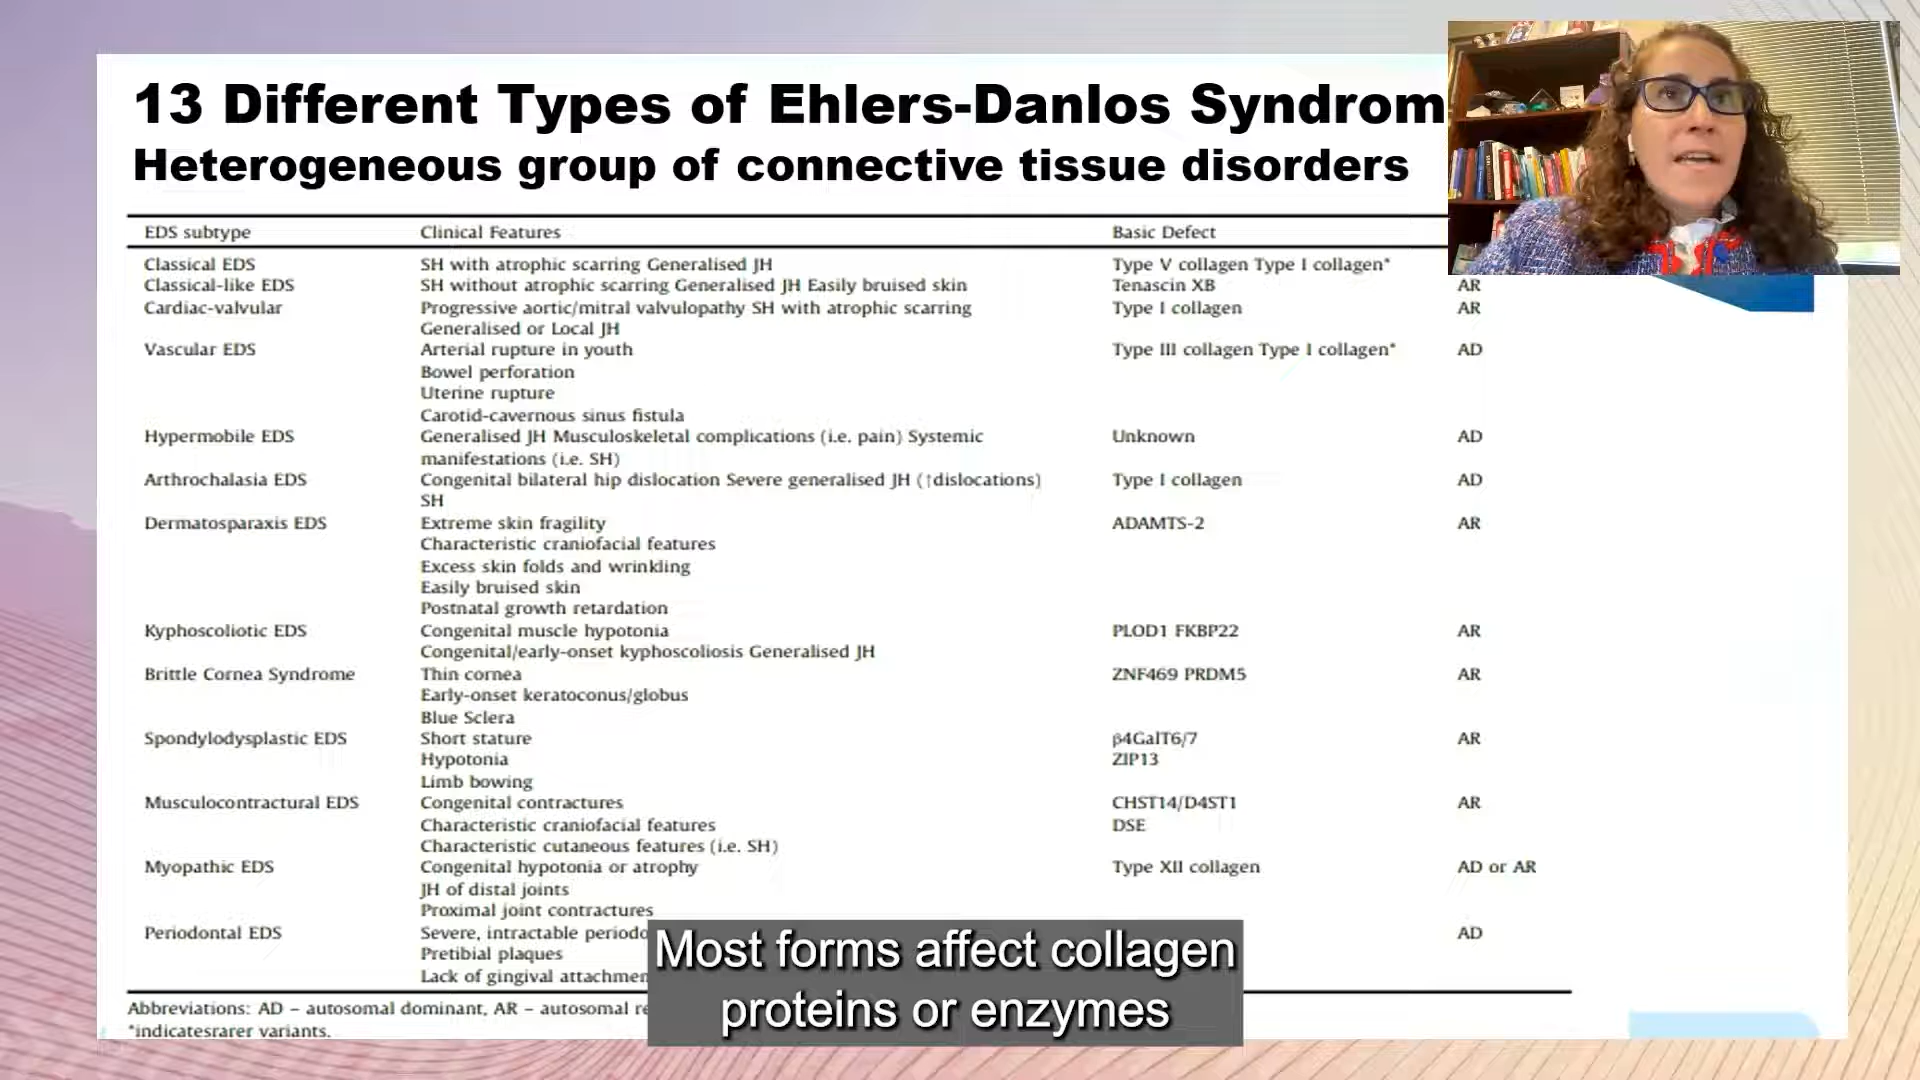 13 Different Types of Ehlers-Danlos Syndrom
Heterogeneous group of connective tissue disorders
EDS subtype Clinical Features Basic Defect
Classical EDS SH with atrophic scarring Generalised JH Type V collagen Type I collagen*
Classical-like EDS SH without atrophic scarring Generalised JH Easily bruised skin Tenascin XB AR
Cardiac-valvular Progressive aortic/mitral valvulopathy SH with atrophic scarring Type I collagen AR
Generalised or Local JH
Vascular EDS Arterial rupture in youth Type III collagen Type I collagen* AD
Bowel perforation
Uterine rupture
Carotid-cavernous sinus fistula
Hypermobile EDS Generalised JH Musculoskeletal complications (i.e. pain) Systemic Unknown AD
manifestations (i.e. SH)
Arthrochalasia EDS Congenital bilateral hip dislocation Severe generalised JH (↑dislocations) Type I collagen AD
SH
Dermatosparaxis EDS Extreme skin fragility ADAMTS-2 AR
Characteristic craniofacial features
Excess skin folds and wrinkling
Easily bruised skin
Postnatal growth retardation
Kyphoscoliotic EDS Congenital muscle hypotonia PLOD1 FKBP22 AR
Congenital/early-onset kyphoscoliosis Generalised JH
Brittle Cornea Syndrome Thin cornea ZNF469 PRDM5 AR
Early-onset keratoconus/globus
Blue Sclera
Spondylodysplastic EDS Short stature β4GalT6/7 AR
Hypotonia ZIP13
Limb bowing
Musculocontractural EDS Congenital contractures CHST14/D4ST1 AR
Characteristic craniofacial features DSE
Characteristic cutaneous features (i.e. SH)
Myopathic EDS Congenital hypotonia or atrophy Type XII collagen AD or AR
JH of distal joints
Proximal joint contractures
Periodontal EDS Severe, intractable periodo AD
Pretibial plaques
Lack of gingival attachmen
Abbreviations: AD – autosomal dominant, AR – autosomal re
*indicatesrarer variants.
Most forms affect collagen
proteins or enzymes